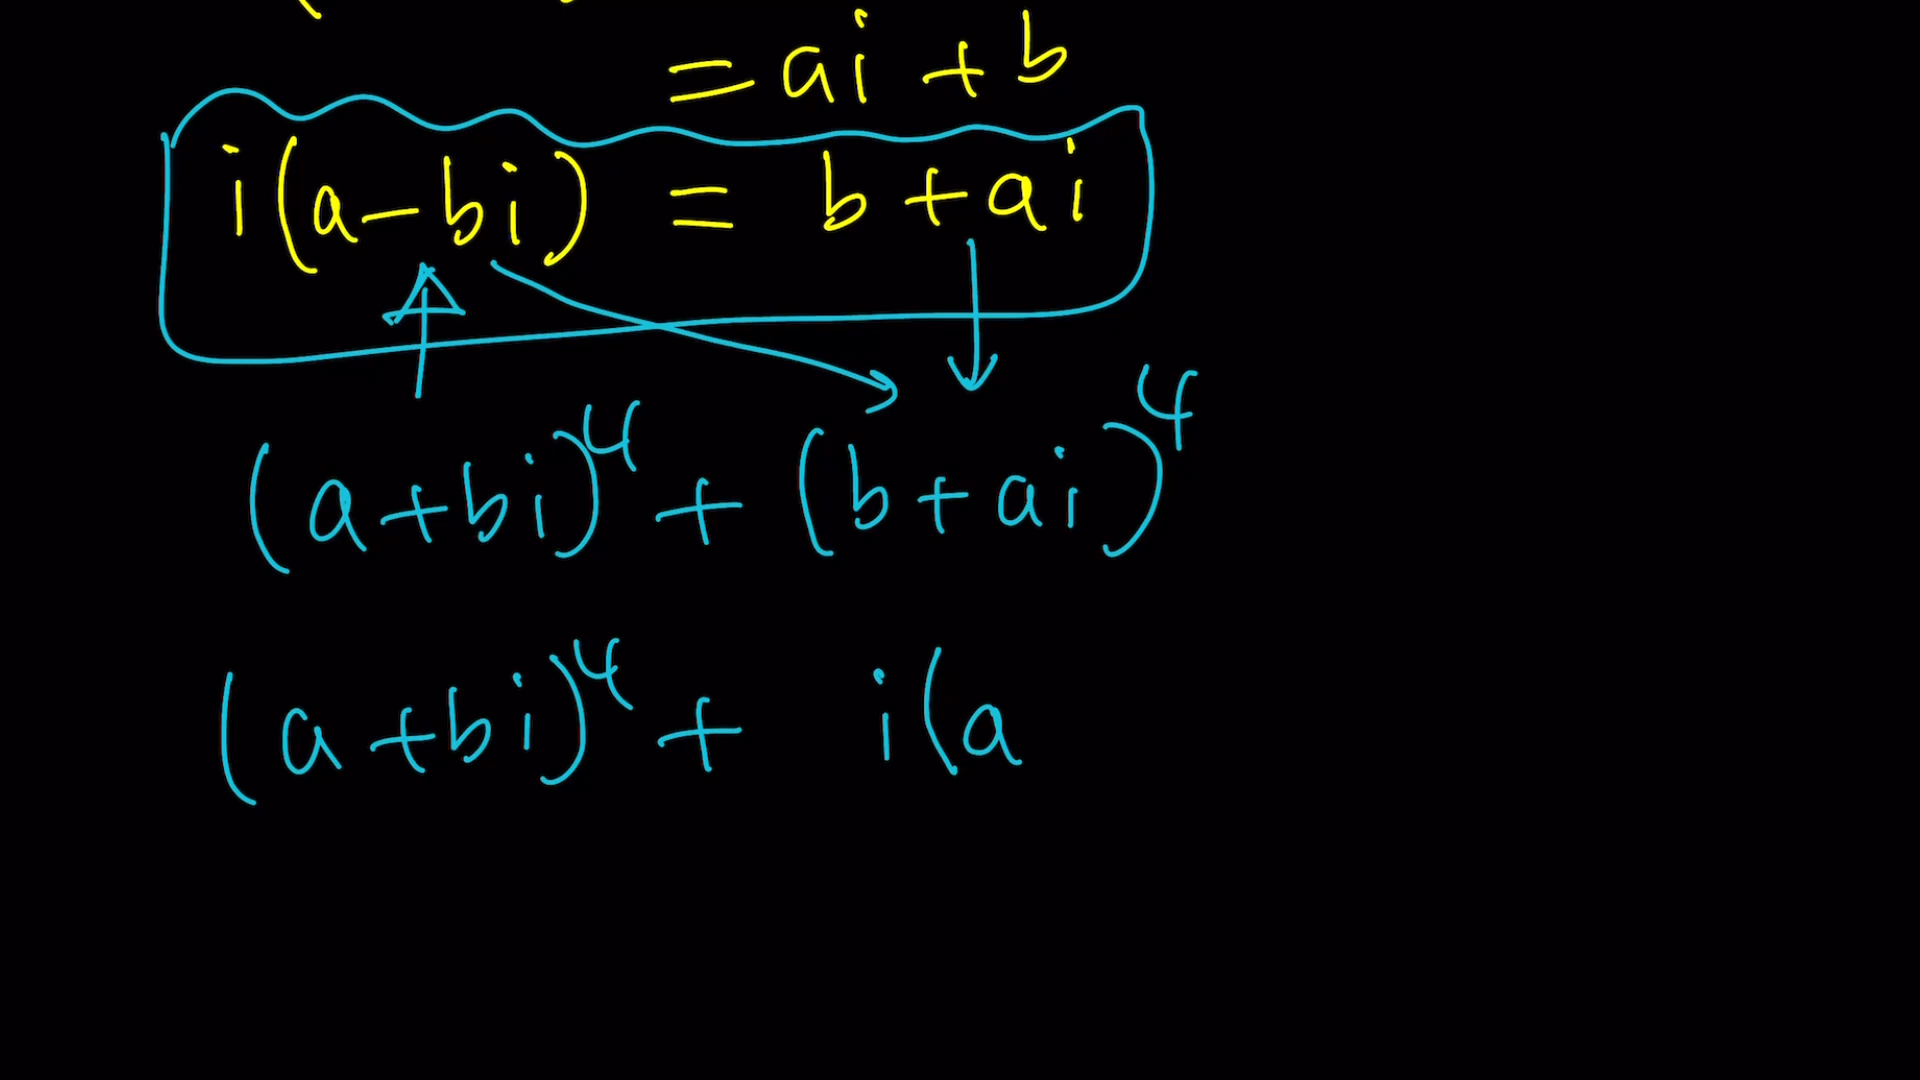 = ai + b
i(a-bi) = b+ai
(a+bi)⁴ + (b+ai)⁴
(a+bi)⁴ + i(a